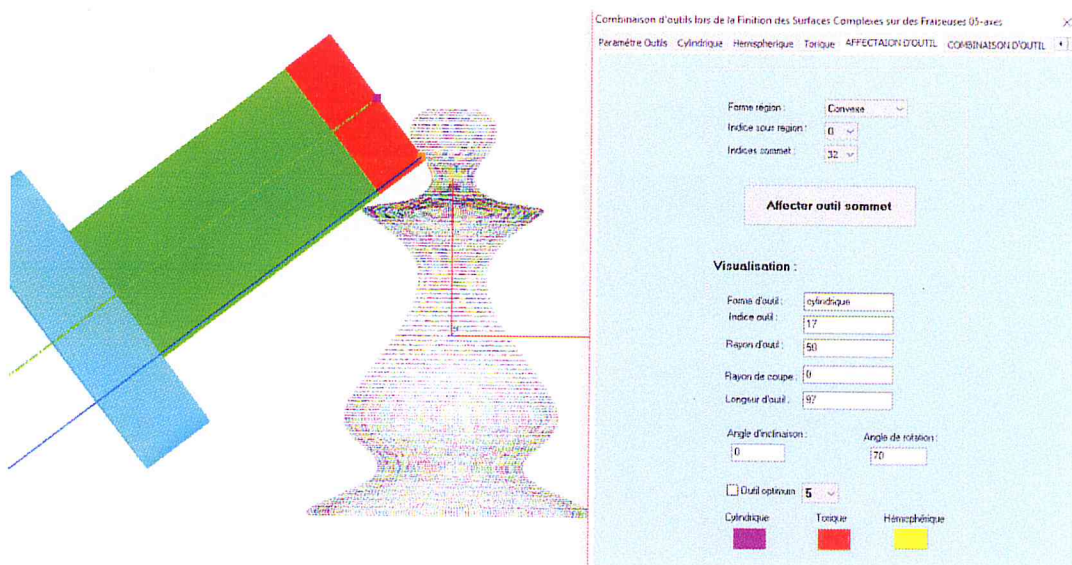 Combinaison d'outils lors de la Finition des Surfaces Complexes sur des Fraiseuses 05-axes
Paramétre Outils Cylindrique Hemispherique Torique AFFECTAION D'OUTIL COMBINAISON D'OUTIL
Forme région : Convexe
Indice sous region : 0
Indices sommet : 32
Affecter outil sommet
Visualisation :
Forme d'outil : cylindrique
Indice outil : 17
Rayon d'outil : 50
Rayon de coupe : 0
Longueur d'outil : 97
Angle d'inclinaison : Angle de rotation :
0 70
Outil optimum 5
Cylindrique Torique Hémisphérique